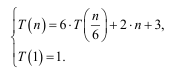 T(n) = 6 · T(n/6) + 2 · n + 3,
T(1) = 1.